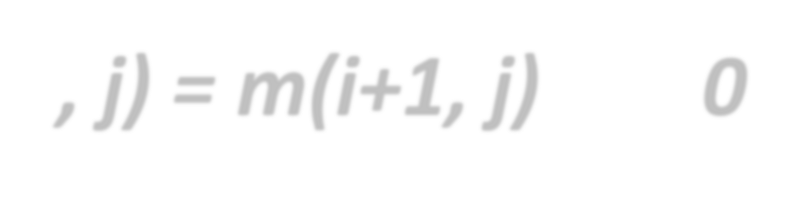 , j) = m(i+1, j) 0